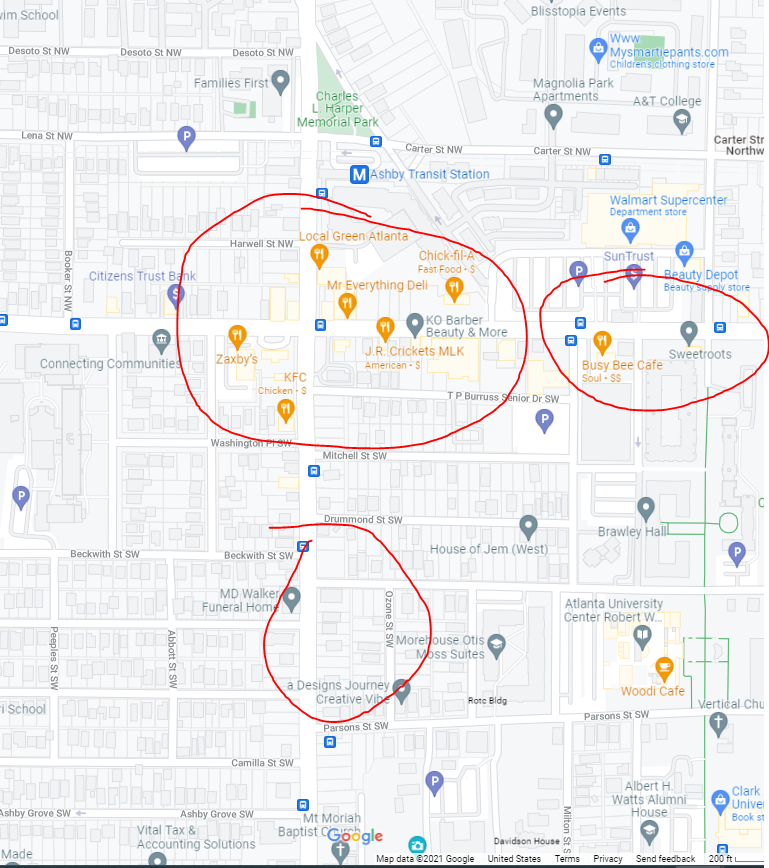 wim School
Blisstopia Events
Desoto St NW
Desoto St NW
Desoto St NW
Www
Mysmartiepants.com
Children's clothing store
Families First
Charles
L. Harper
Memorial Park
Magnolia Park
Apartments
A&T College
P
Lena St NW
Carter St NW
Carter St NW
Carter Str
Northw
M
Ashby Transit Station
Walmart Supercenter
Department store
Booker St NW
Harwell St NW
Local Green Atlanta
Chick-fil-A
Fast Food • $
SunTrust
P
$
Beauty Depot
Beauty supply store
Citizens Trust Bank
$
Mr Everything Deli
KO Barber
Beauty & More
J.R. Crickets MLK
American • $
Connecting Communities
Zaxby's
KFC
Chicken • $
Busy Bee Cafe
Soul • $$
Sweetroots
T P Burruss Senior Dr SW
P
Washington Pl SW
Mitchell St SW
P
Drummond St SW
Brawley Hall
House of Jem (West)
P
Beckwith St SW
Beckwith St SW
MD Walker
Funeral Home
Ozone St SW
Atlanta University
Center Robert W...
Peeples St SW
Abbott St SW
Morehouse Otis
Moss Suites
Woodi Cafe
a Designs Journey
Creative Vibe
ri School
Rotc Bldg
Vertical Chu
Parsons St SW
Parsons St SW
Camilla St SW
P
Albert H.
Watts Alumni
House
Clark
Univer
Book st
Ashby Grove SW
Ashby Grove SW
Milton St S
Mt Moriah
Baptist Church
Vital Tax &
Accounting Solutions
Google
Davidson House
Made
Map data ©2021 Google
United States
Terms
Privacy
Send feedback
200 ft